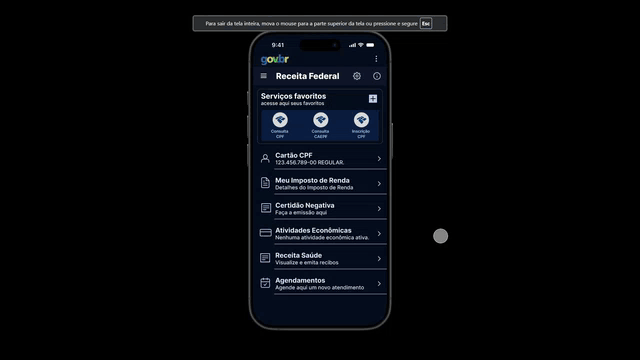 Para sair da tela inteira, mova o mouse para a parte superior da tela ou pressione e segure Esc
9:41
gov.br
Receita Federal
Serviços favoritos
acesse aqui seus favoritos
Consulta CPF
Consulta CAEPF
Inscrição CPF
Cartão CPF
123.456.789-00 REGULAR.
Meu Imposto de Renda
Detalhes do Imposto de Renda
Certidão Negativa
Faça a emissão aqui
Atividades Econômicas
Nenhuma atividade econômica ativa.
Receita Saúde
Visualize e emita recibos
Agendamentos
Agende aqui um novo atendimento